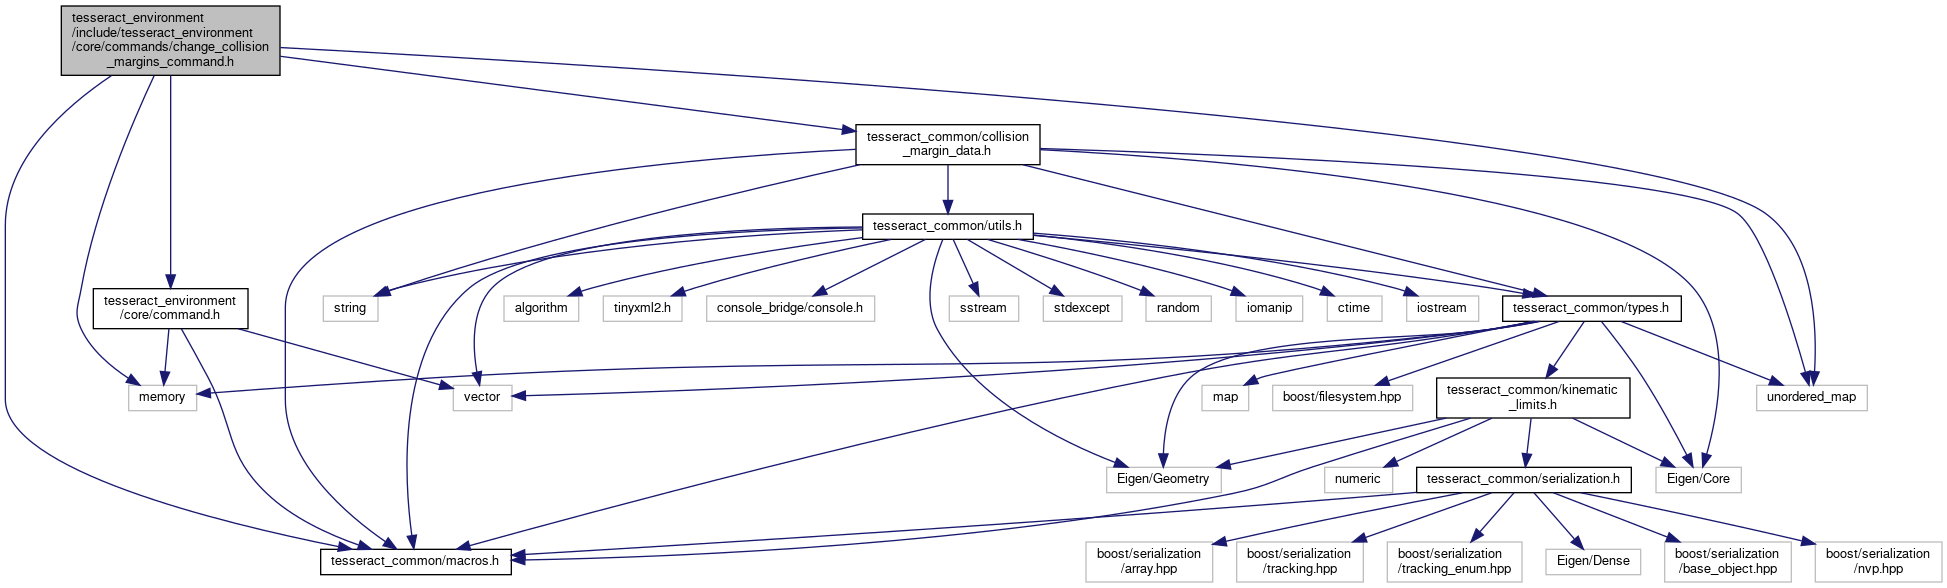 tesseract_environment
/include/tesseract_environment
/core/commands/change_collision
_margins_command.h
tesseract_common/collision
_margin_data.h
tesseract_common/utils.h
tesseract_environment
/core/command.h
string
algorithm
tinyxml2.h
console_bridge/console.h
sstream
stdexcept
random
iomanip
ctime
iostream
tesseract_common/types.h
memory
vector
map
boost/filesystem.hpp
tesseract_common/kinematic
_limits.h
unordered_map
Eigen/Geometry
numeric
tesseract_common/serialization.h
Eigen/Core
tesseract_common/macros.h
boost/serialization
/array.hpp
boost/serialization
/tracking.hpp
boost/serialization
/tracking_enum.hpp
Eigen/Dense
boost/serialization
/base_object.hpp
boost/serialization
/nvp.hpp